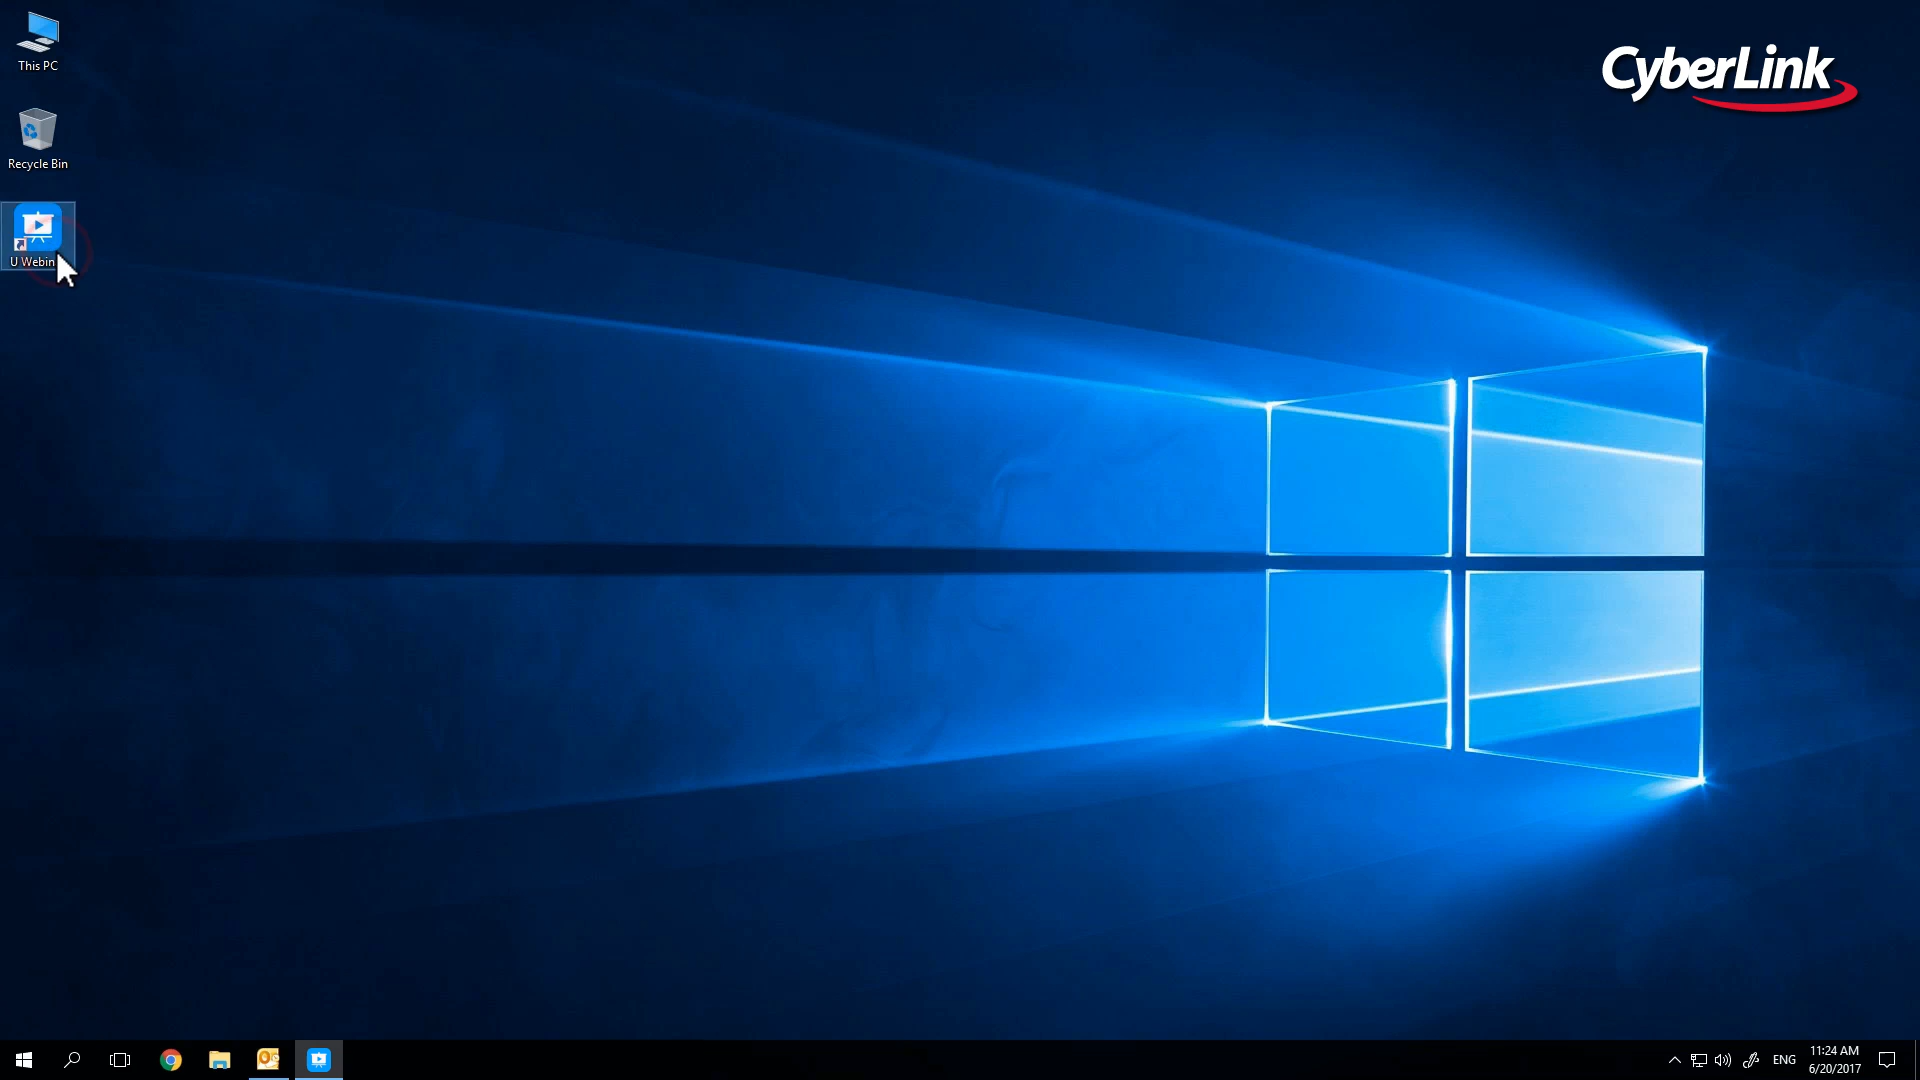 This PC
CyberLink
Recycle Bin
U Webin
ENG
11:24 AM
6/20/2017